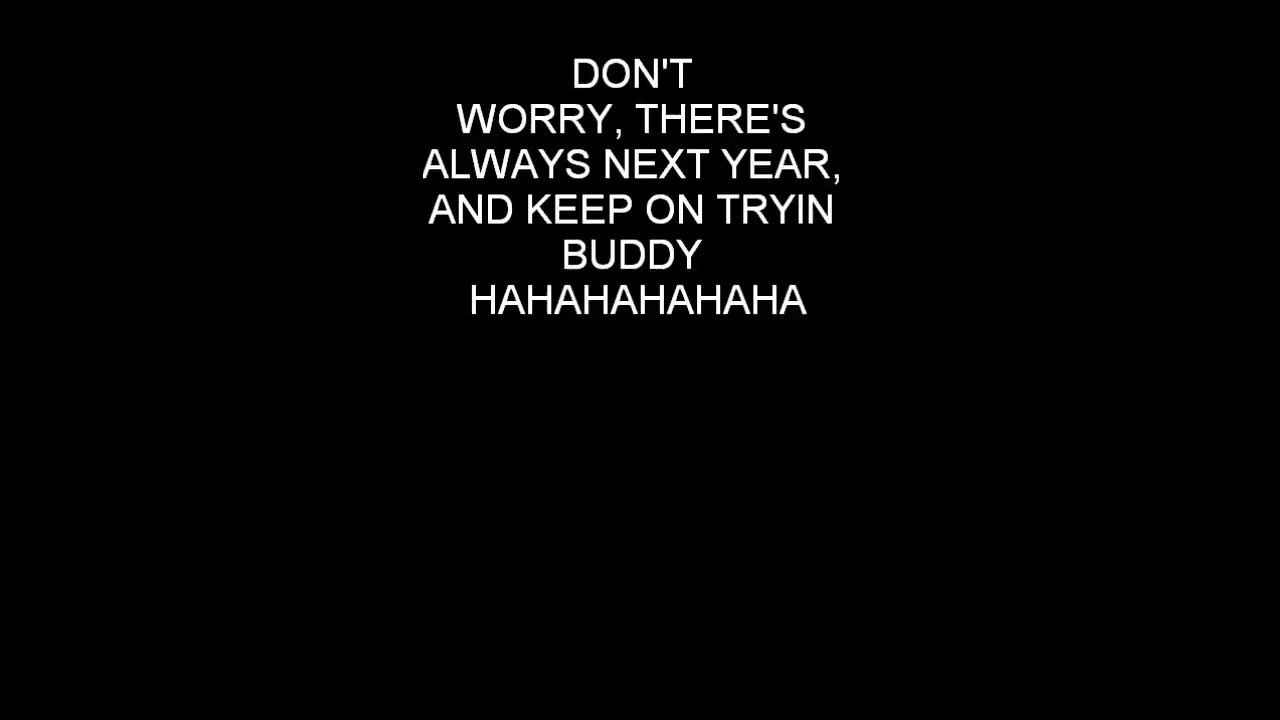 DON'T
WORRY, THERE'S
ALWAYS NEXT YEAR,
AND KEEP ON TRYIN
BUDDY
HAHAHAHAHAHA